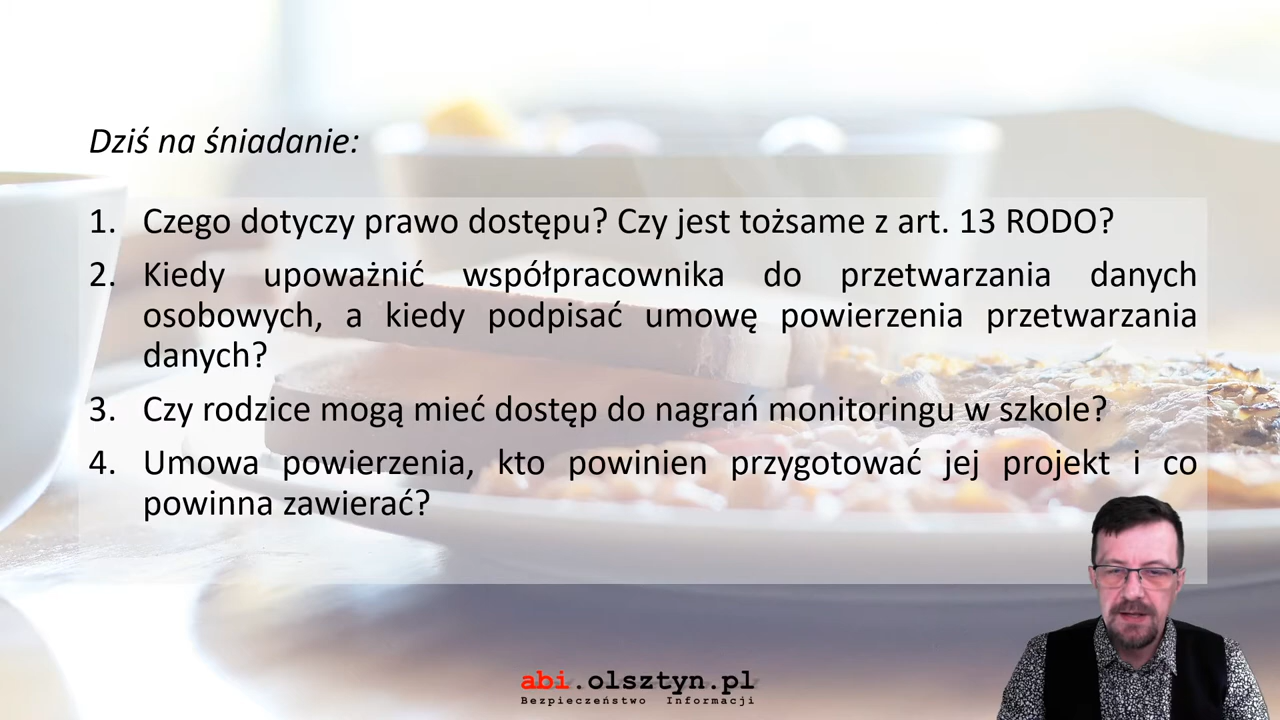 Dziś na śniadanie:
1. Czego dotyczy prawo dostępu? Czy jest tożsame z art. 13 RODO?
2. Kiedy upoważnić współpracownika do przetwarzania danych
osobowych, a kiedy podpisać umowę powierzenia przetwarzania
danych?
3. Czy rodzice mogą mieć dostęp do nagrań monitoringu w szkole?
4. Umowa powierzenia, kto powinien przygotować jej projekt i co
powinna zawierać?
abi.olsztyn.pl
Bezpieczeństwo Informacji